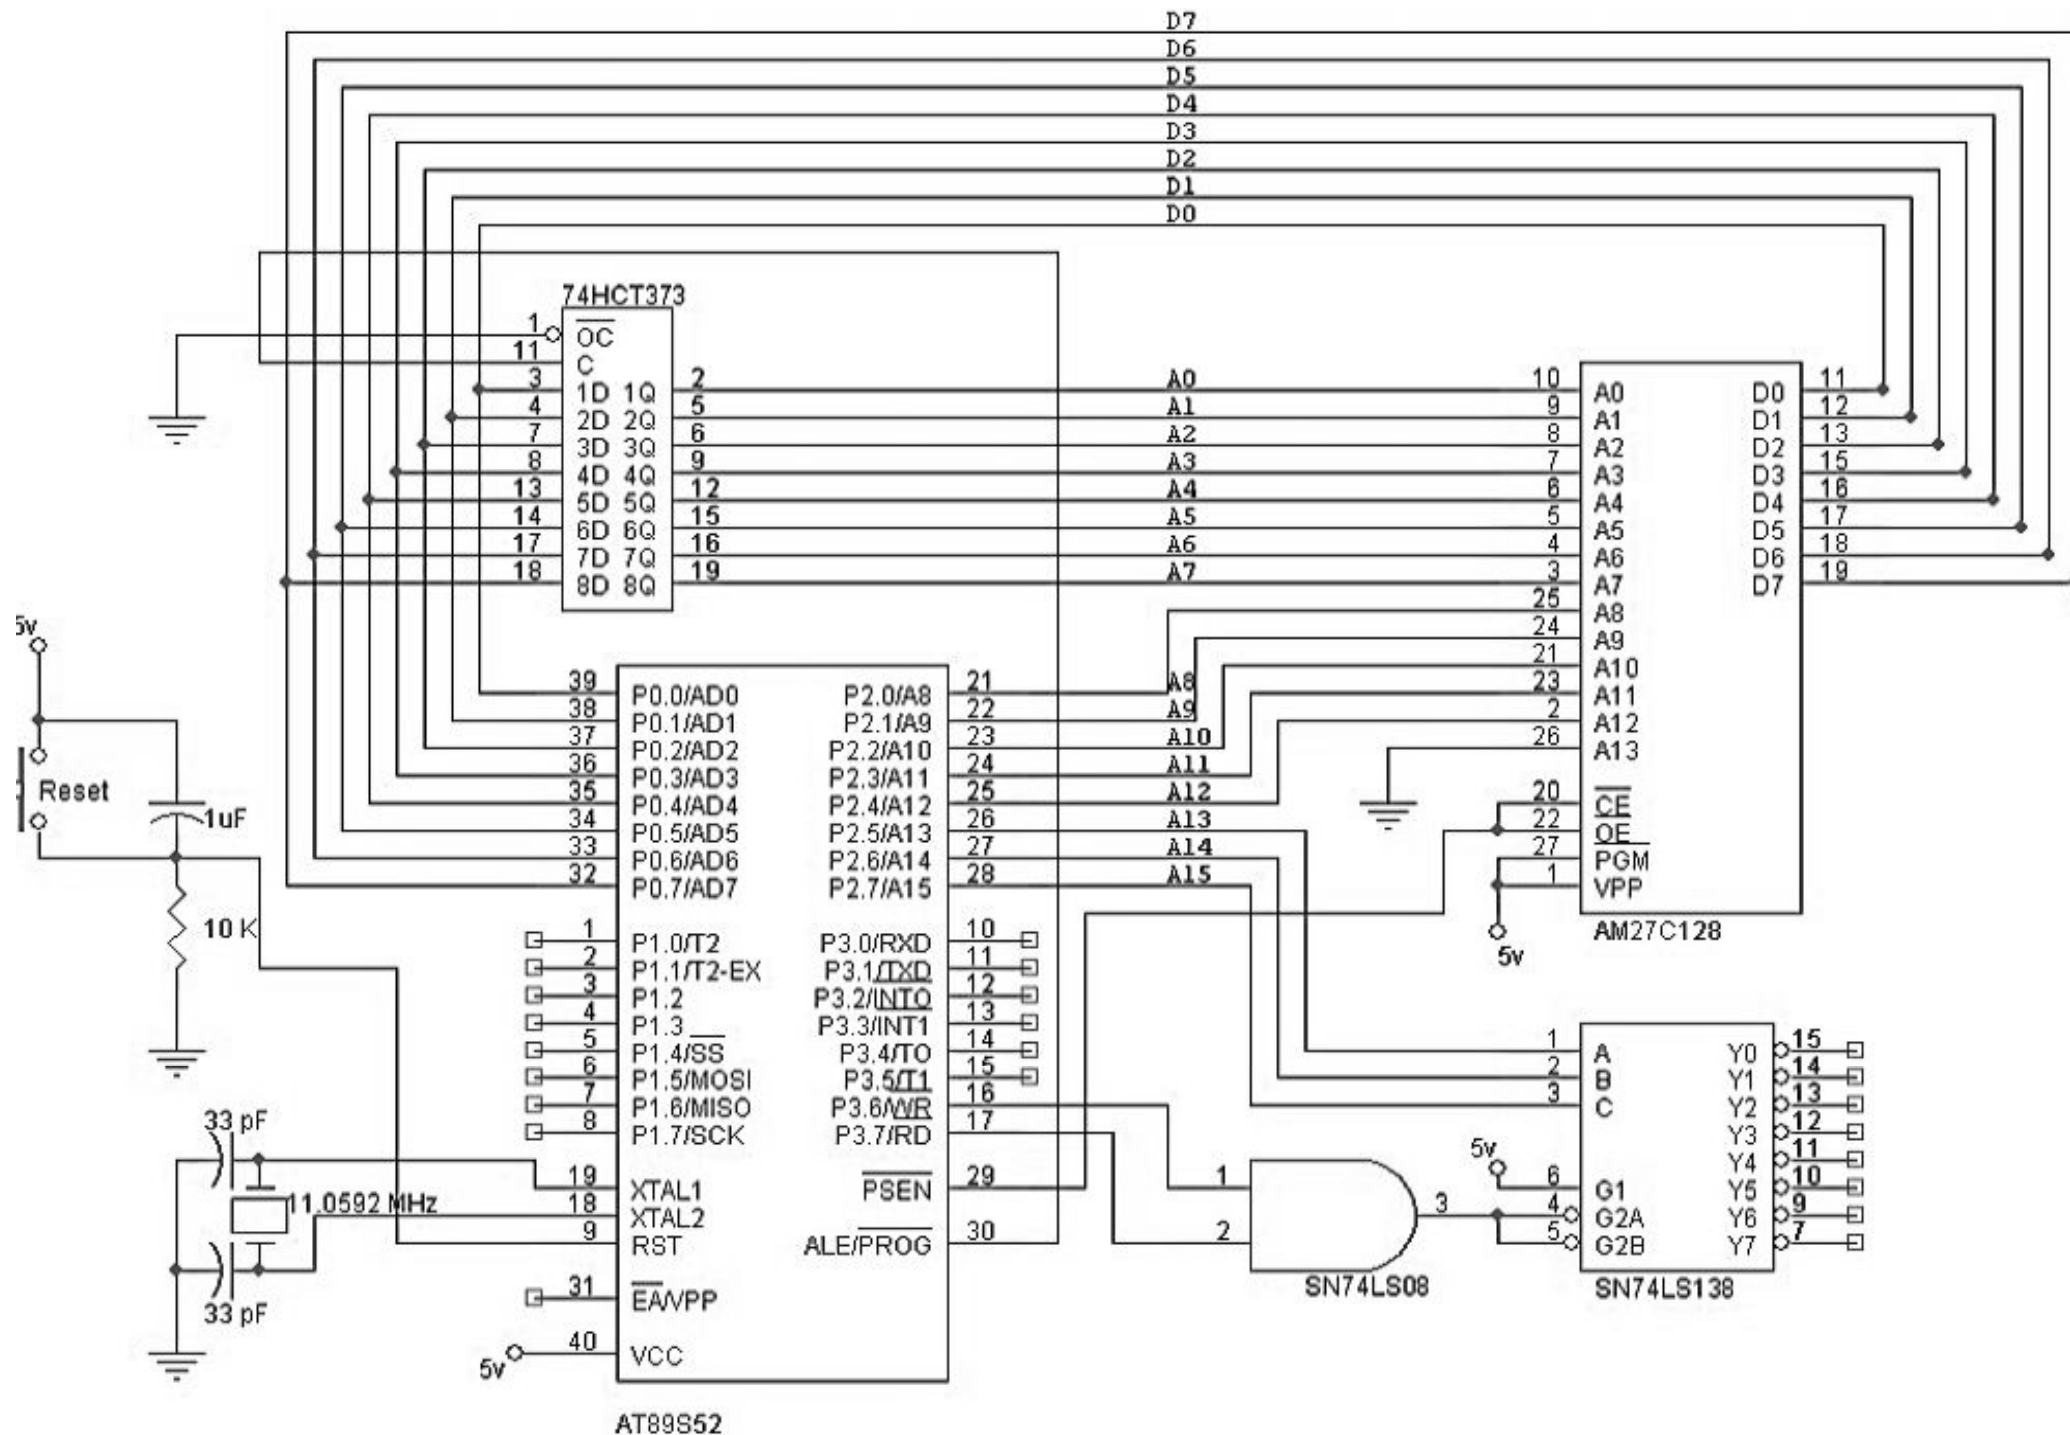 D7
D6
D5
D4
D3
D2
D1
D0
74HCT373
1 OC
11 C
3 1D 1Q 2 A0 10 A0 D0 11
4 2D 2Q 5 A1 9 A1 D1 12
7 3D 3Q 6 A2 8 A2 D2 13
8 4D 4Q 9 A3 7 A3 D3 15
13 5D 5Q 12 A4 6 A4 D4 16
14 6D 6Q 15 A5 5 A5 D5 17
17 7D 7Q 16 A6 4 A6 D6 18
18 8D 8Q 19 A7 3 A7 D7 19
25 A8
24 A9
21 A10
23 A11
2 A12
26 A13
20 CE
22 OE
27 PGM
1 VPP
5v
AM27C128
5v
Reset
1uF
10 K
39 P0.0/AD0 P2.0/A8 21 A8
38 P0.1/AD1 P2.1/A9 22 A9
37 P0.2/AD2 P2.2/A10 23 A10
36 P0.3/AD3 P2.3/A11 24 A11
35 P0.4/AD4 P2.4/A12 25 A12
34 P0.5/AD5 P2.5/A13 26 A13
33 P0.6/AD6 P2.6/A14 27 A14
32 P0.7/AD7 P2.7/A15 28 A15
1 P1.0/T2 P3.0/RXD 10
2 P1.1/T2-EX P3.1/TXD 11
3 P1.2 P3.2/INT0 12
4 P1.3 P3.3/INT1 13
5 P1.4/SS P3.4/TO 14
6 P1.5/MOSI P3.5/T1 15
7 P1.6/MISO P3.6/WR 16
8 P1.7/SCK P3.7/RD 17
33 pF
11.0592 MHz
33 pF
19 XTAL1 PSEN 29
18 XTAL2
9 RST ALE/PROG 30
31 EA/VPP
5v 40 VCC
AT89S52
1
2
3
SN74LS08
1 A Y0 15
2 B Y1 14
3 C Y2 13
Y3 12
5v Y4 11
6 G1 Y5 10
4 G2A Y6 9
5 G2B Y7 7
SN74LS138